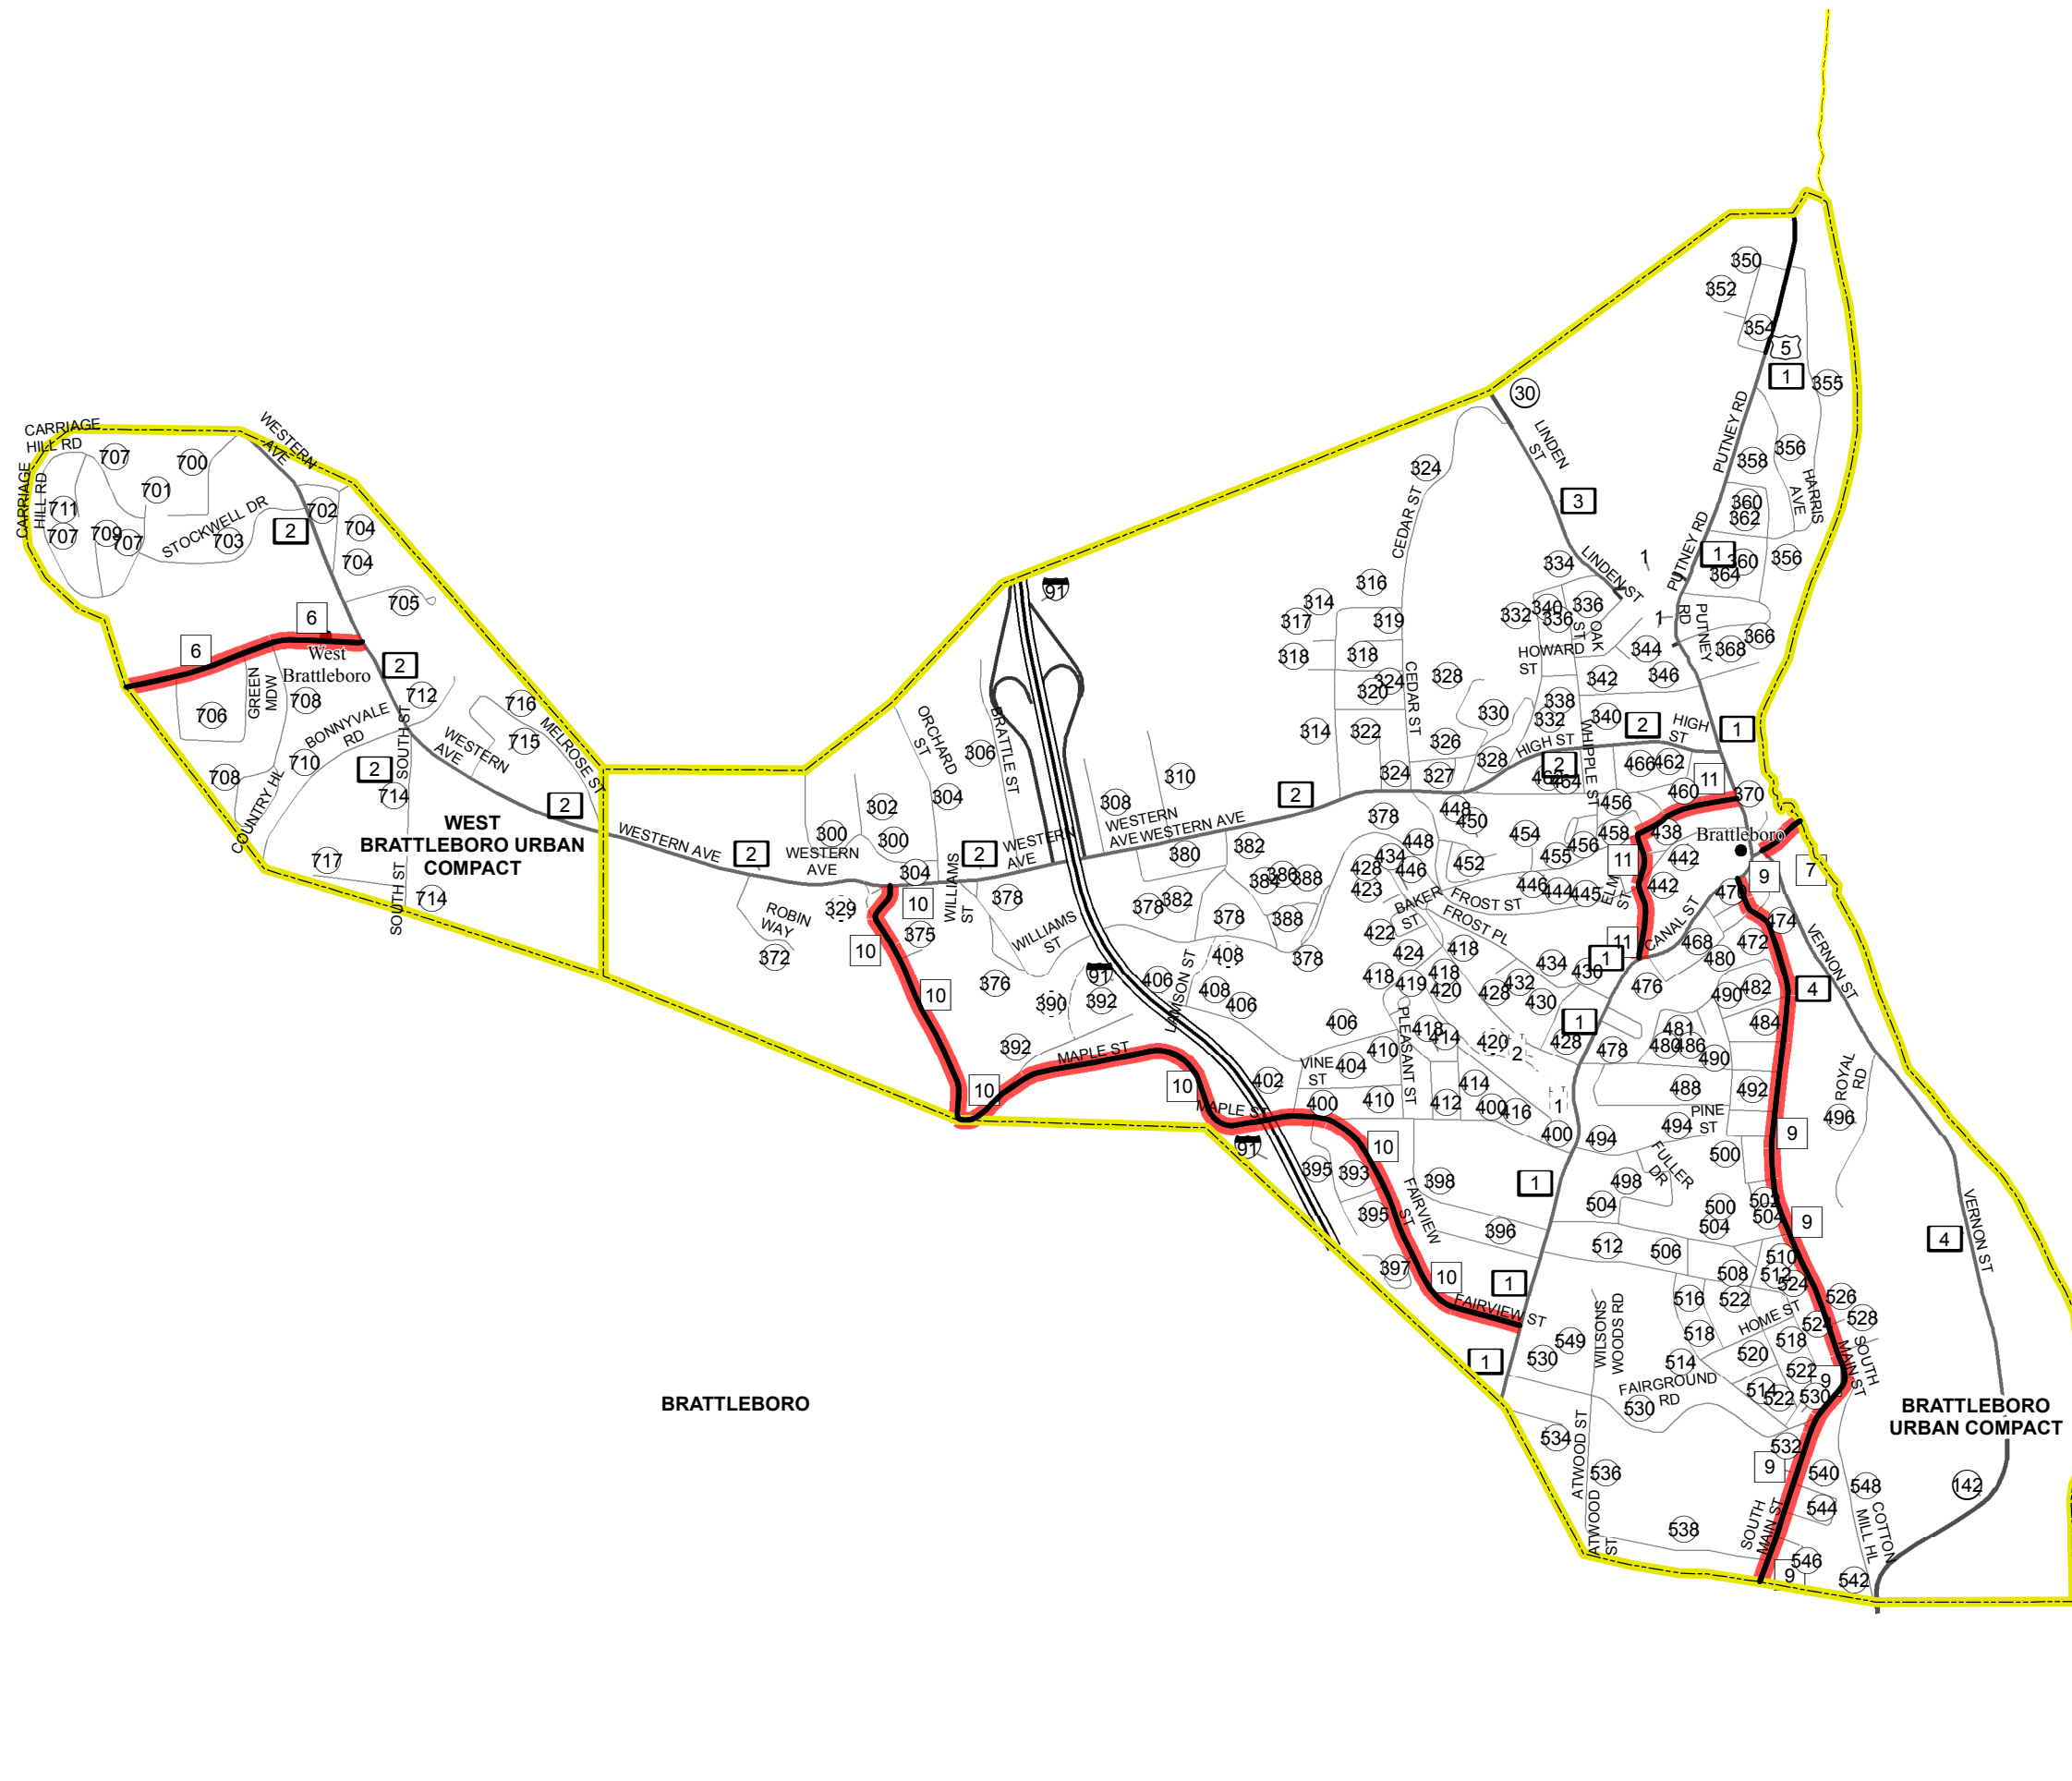 350
352
354
5
1
355
30
LINDEN
ST
PUTNEY RD
CARRIAGE
HILL RD
WESTERN
AVE
707
700
701
711
CARRIAGE
HILL RD
707
709
707
STOCKWELL DR
703
2
702
704
704
324
CEDAR ST
3
358
356
HARRIS
AVE
360
362
PUTNEY RD
1
360
364
356
334
LINDEN ST
1
705
6
6
West
Brattleboro
2
316
314
317
319
332
340
336
336
OAK
ST
1
PUTNEY
RD
366
368
344
346
318
318
324
320
CEDAR ST
328
HOWARD
ST
342
338
706
GREEN
MDW
708
712
BONNYVALE
RD
SOUTH ST
716
715
MELROSE ST
WESTERN
AVE
710
708
COUNTRY HL
2
714
2
ORCHARD
ST
BRATTLE ST
306
91
310
314
322
326
330
332
340
WHIPPLE ST
2
HIGH
ST
1
HIGH ST
328
324
327
2
464
466
462
11
460
370
WEST
BRATTLEBORO URBAN
COMPACT
717
SOUTH ST
714
WESTERN AVE
2
WESTERN
AVE
302
300
300
304
304
2
WESTERN
AVE
308
WESTERN
AVE
WESTERN AVE
2
378
448
450
456
454
458
438
Brattleboro
380
382
384
386
388
428
434
448
446
423
452
455
456
11
442
442
9
7
329
ROBIN
WAY
372
10
10
375
WILLIAMS
ST
378
WILLIAMS
ST
378
382
378
388
378
BAKER
ST
FROST ST
FROST PL
446
444
445
ELM
ST
470
474
11
CANAL ST
468
472
480
VERNON ST
422
424
418
418
419
418
420
434
430
1
432
428
430
476
490
482
4
10
376
390
91
392
406
LAWSON ST
408
408
406
406
392
MAPLE ST
10
10
MAPLE ST
402
VINE
ST
404
410
PLEASANT ST
418
414
420
2
428
1
478
481
480
486
484
490
400
410
412
414
400
416
1
400
488
492
494
494
PINE
ST
9
ROYAL
RD
496
91
395
393
10
398
395
FAIRVIEW
ST
396
397
10
1
1
FAIRVIEW ST
1
498
FULLER
DR
500
504
500
504
502
504
9
512
506
510
508
512
524
516
522
526
528
4
VERNON ST
549
530
WILSONS
WOODS RD
518
HOME ST
524
518
514
520
522
9
SOUTH
MAIN ST
FAIRGROUND
RD
530
514
522
530
BRATTLEBORO
BRATTLEBORO
URBAN COMPACT
534
ATWOOD ST
536
532
9
540
548
142
544
538
ATWOOD
ST
SOUTH
MAIN ST
COTTON
MILL HL
546
9
542